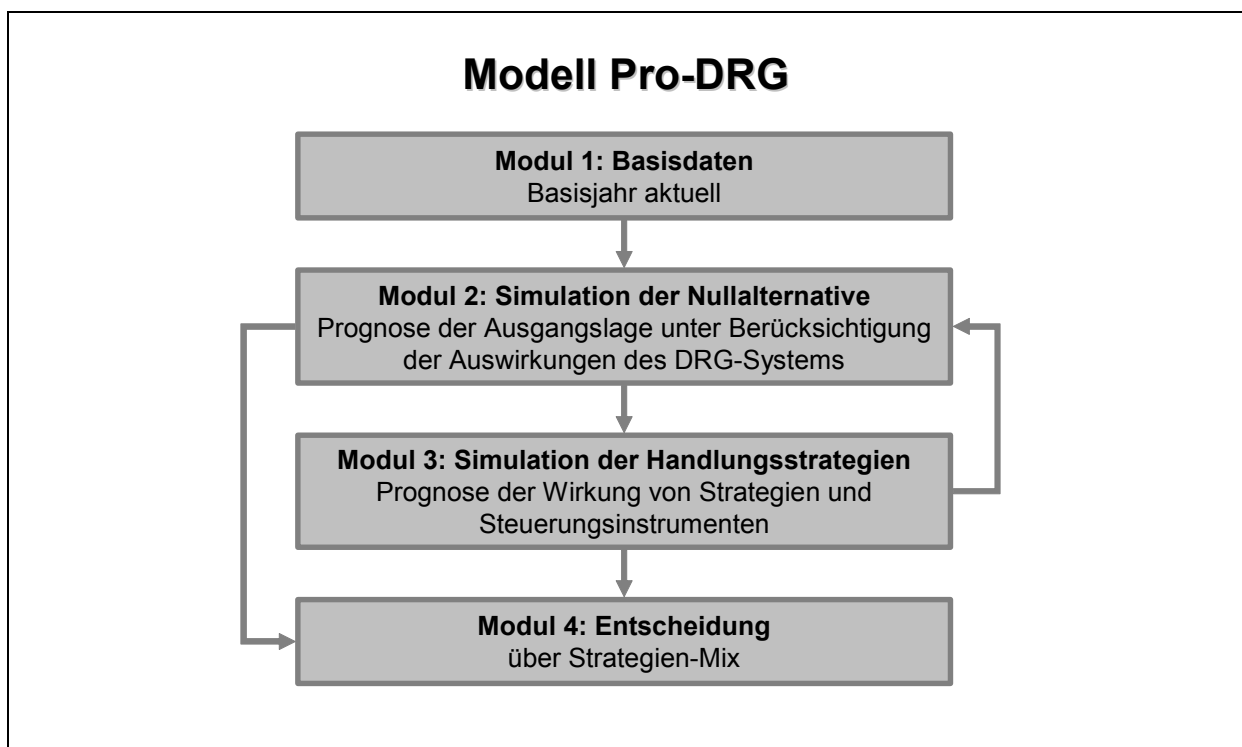 Modell Pro-DRG
Modul 1: Basisdaten
Basisjahr aktuell
Modul 2: Simulation der Nullalternative
Prognose der Ausgangslage unter Berücksichtigung
der Auswirkungen des DRG-Systems
Modul 3: Simulation der Handlungsstrategien
Prognose der Wirkung von Strategien und
Steuerungsinstrumenten
Modul 4: Entscheidung
über Strategien-Mix